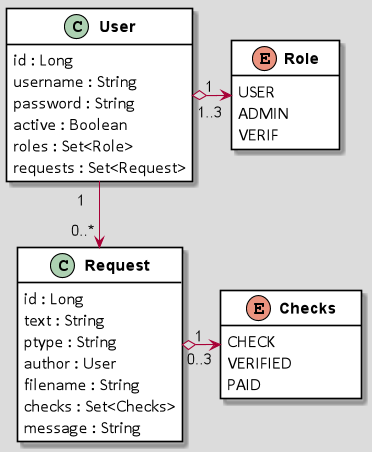 C User
id : Long
username : String
password : String
active : Boolean
roles : Set<Role>
requests : Set<Request>
1
1..3
E Role
USER
ADMIN
VERIF
1
0..*
C Request
id : Long
text : String
ptype : String
author : User
filename : String
checks : Set<Checks>
message : String
1
0..3
E Checks
CHECK
VERIFIED
PAID